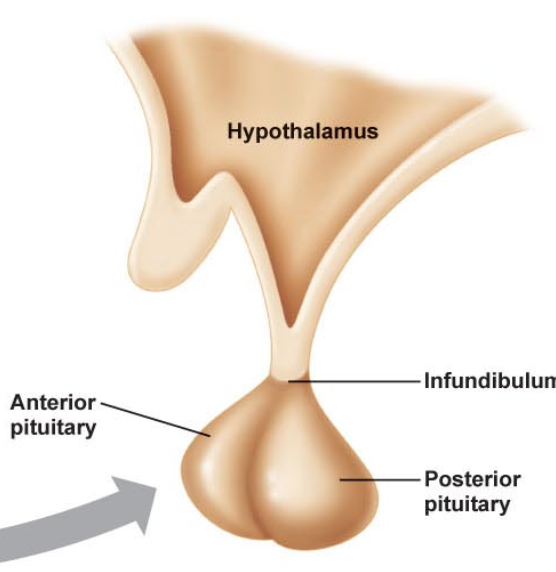 Hypothalamus
Infundibulum
Anterior
pituitary
Posterior
pituitary